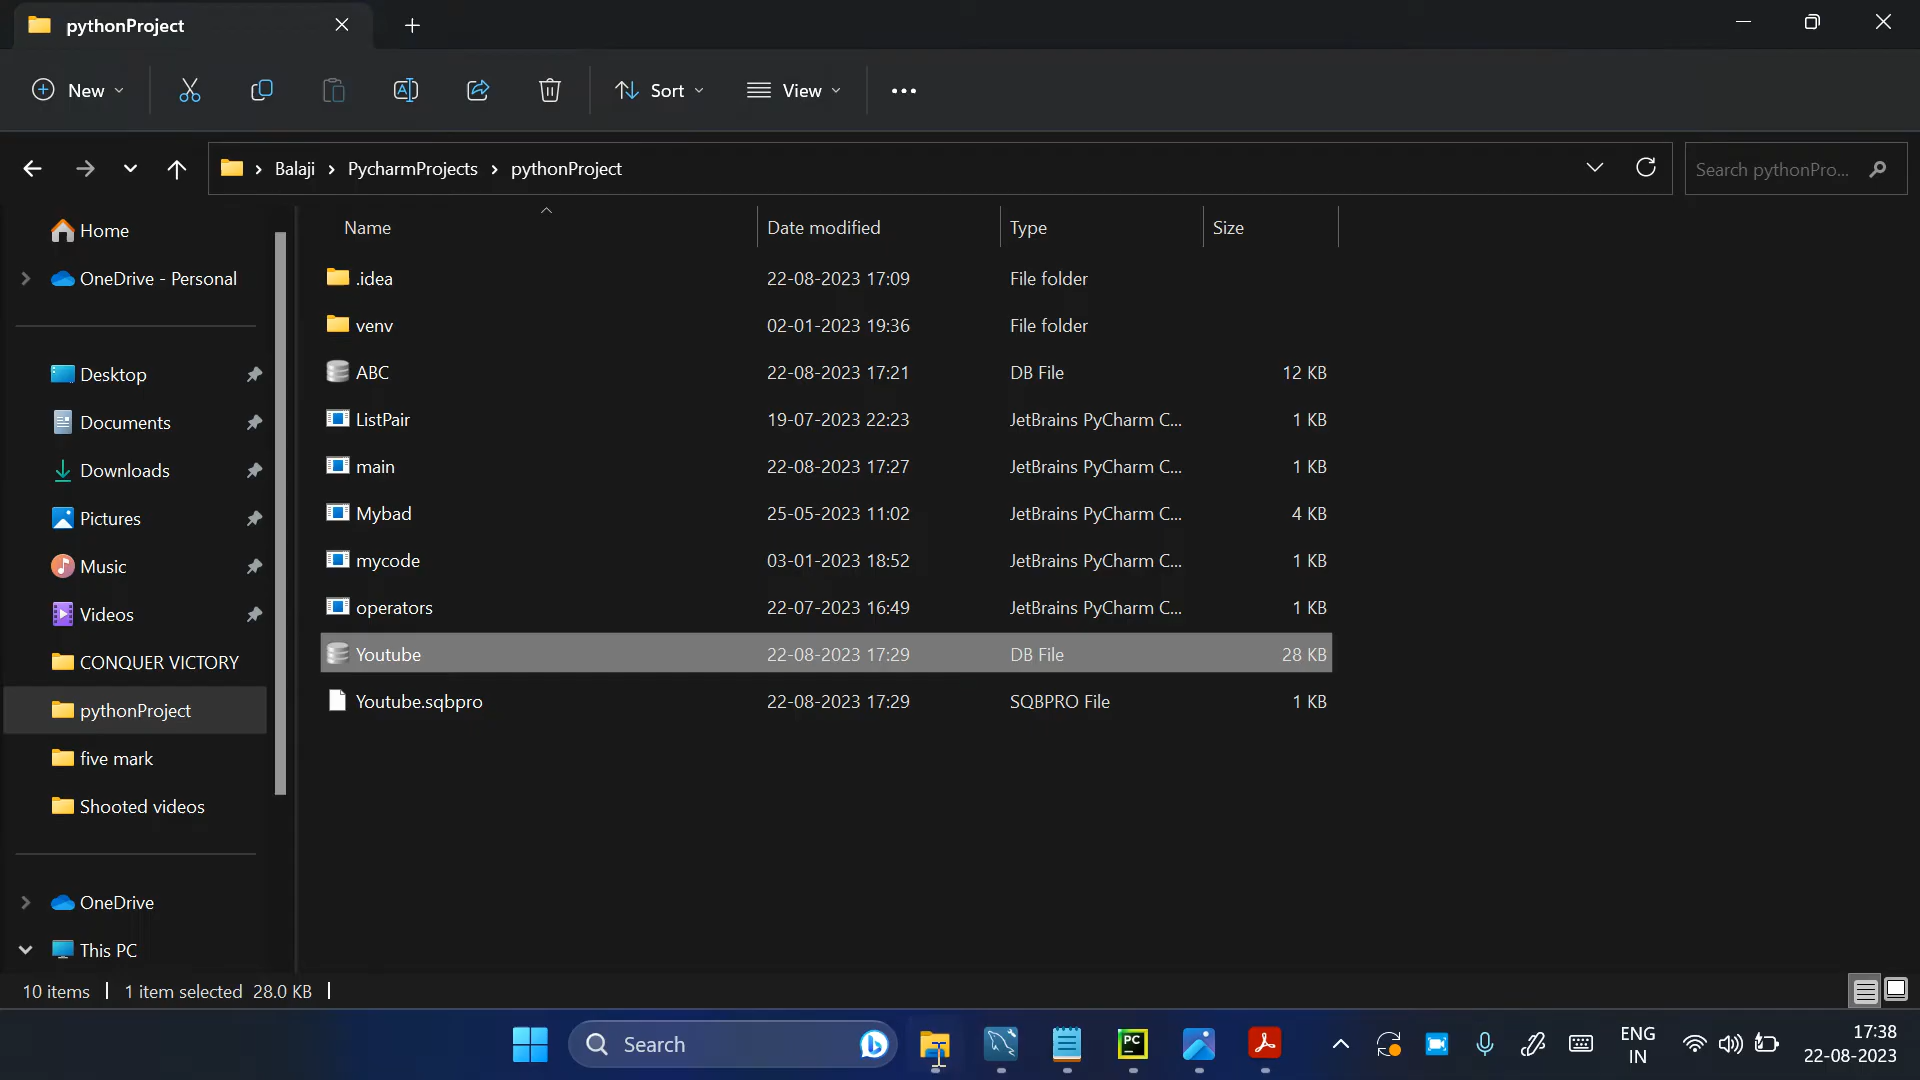 pythonProject
New
Sort
View
Balaji > PycharmProjects > pythonProject
Search pythonPro...
Home
OneDrive - Personal
Desktop
Documents
Downloads
Pictures
Music
Videos
CONQUER VICTORY
pythonProject
five mark
Shooted videos
OneDrive
This PC
Name Date modified Type Size
.idea 22-08-2023 17:09 File folder
venv 02-01-2023 19:36 File folder
ABC 22-08-2023 17:21 DB File 12 KB
ListPair 19-07-2023 22:23 JetBrains PyCharm C... 1 KB
main 22-08-2023 17:27 JetBrains PyCharm C... 1 KB
Mybad 25-05-2023 11:02 JetBrains PyCharm C... 4 KB
mycode 03-01-2023 18:52 JetBrains PyCharm C... 1 KB
operators 22-07-2023 16:49 JetBrains PyCharm C... 1 KB
Youtube 22-08-2023 17:29 DB File 28 KB
Youtube.sqbpro 22-08-2023 17:29 SQBPRO File 1 KB
10 items 1 item selected 28.0 KB
Search
PC
ENG
IN
17:38
22-08-2023